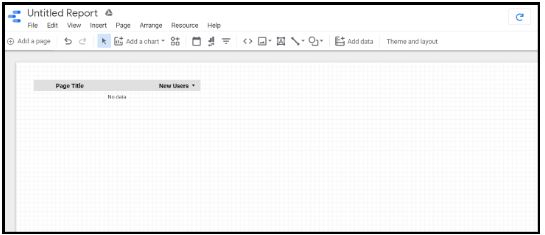 Untitled Report
File Edit View Insert Page Arrange Resource Help
Add a page Add a chart Add data Theme and layout
Page Title New Users
No data